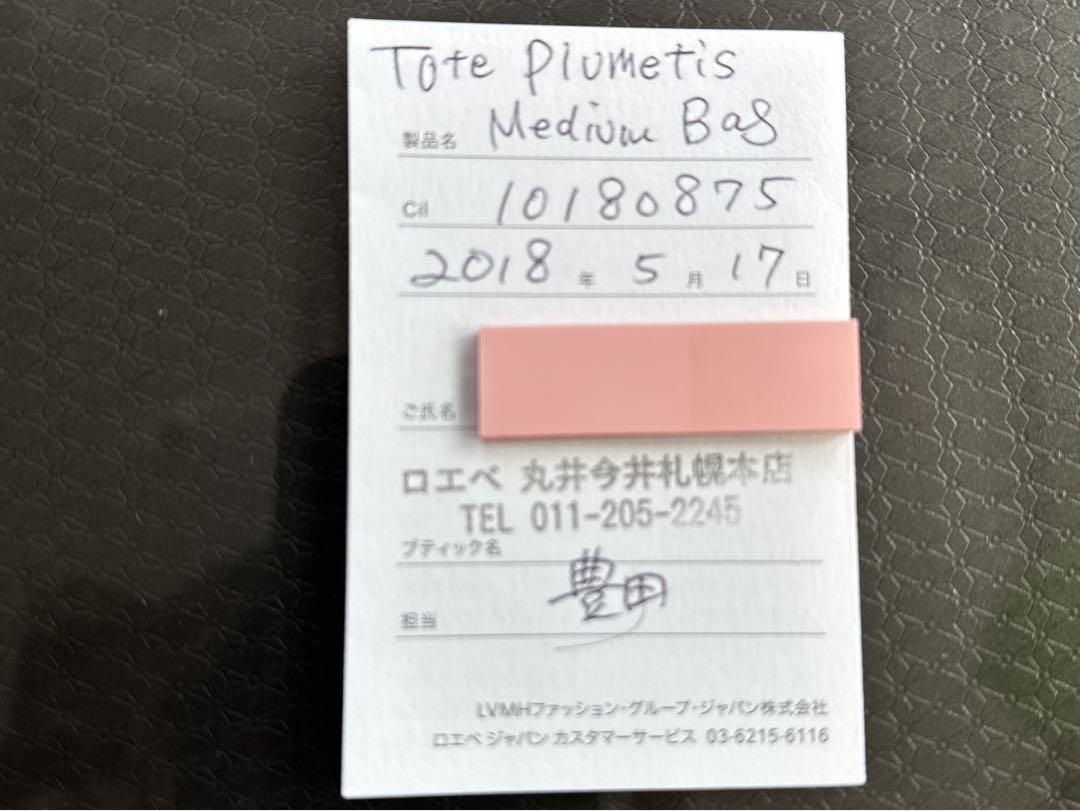 Tote Plumetis
製品名 Medium Bag
Cil 10180875
2018 年 5 月 17 日
ご氏名
ロエベ 丸井今井札幌本店
TEL 011-205-2245
ブティック名
担当 豊田
LVMHファッション・グループ・ジャパン株式会社
ロエベ ジャパン カスタマーサービス 03-6215-6116